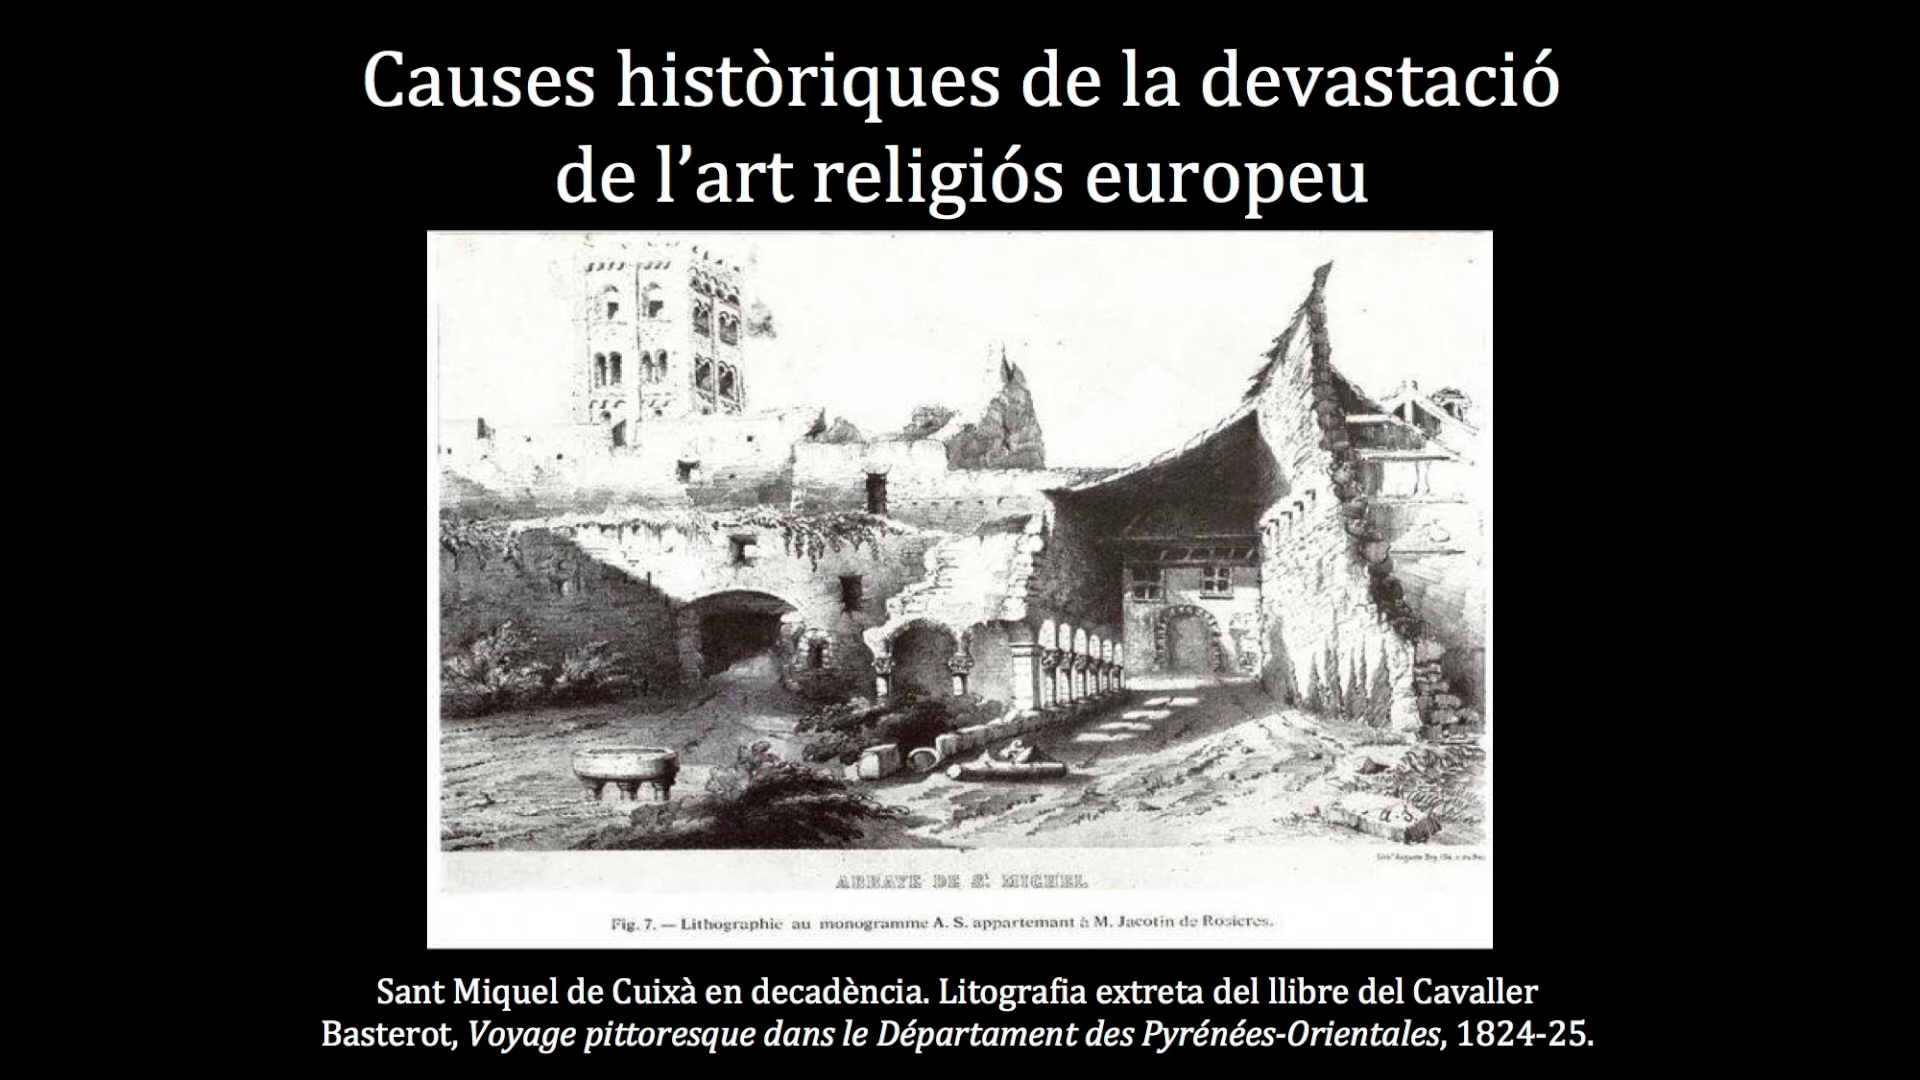 Causes històriques de la devastació
de l’art religiós europeu
a.S.
ABBAYE DE St. MICHEL.
Fig. 7. — Lithographie au monogramme A. S. appartemant à M. Jacotin de Rosières.
Sant Miquel de Cuixà en decadència. Litografia extreta del llibre del Cavaller
Basterot, Voyage pittoresque dans le Départament des Pyrénées-Orientales, 1824-25.